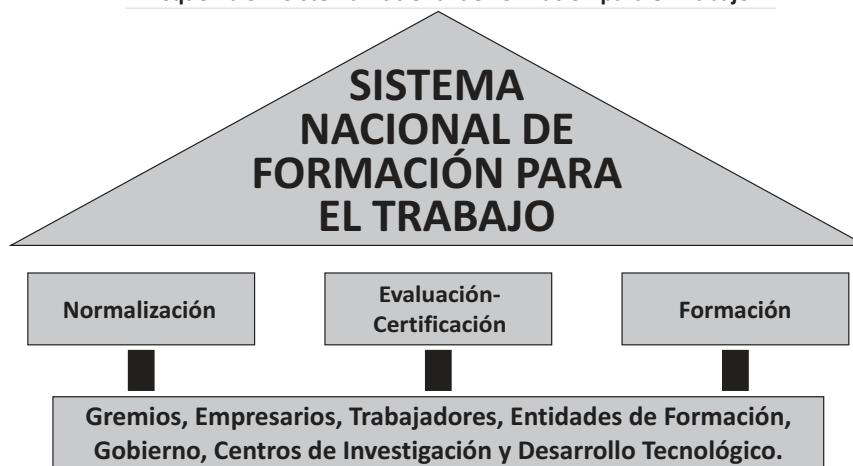 SISTEMA
NACIONAL DE
FORMACIÓN PARA
EL TRABAJO
Normalización
Evaluación-
Certificación
Formación
Gremios, Empresarios, Trabajadores, Entidades de Formación,
Gobierno, Centros de Investigación y Desarrollo Tecnológico.